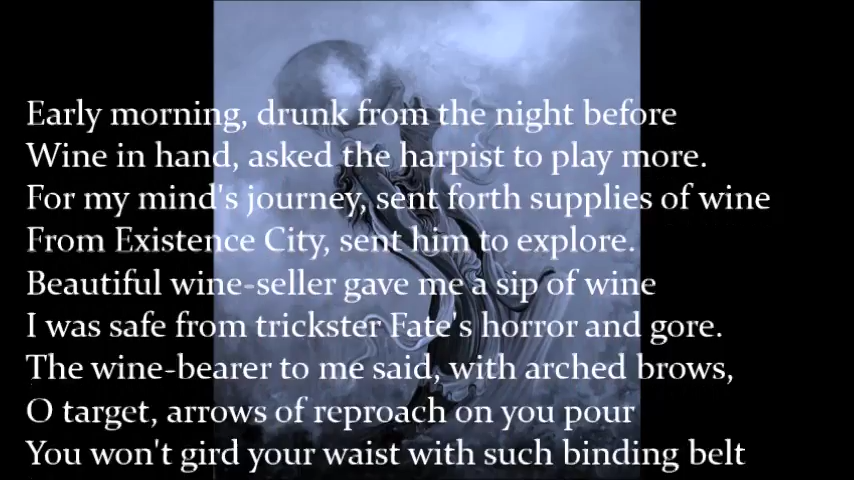 Early morning, drunk from the night before
Wine in hand, asked the harpist to play more.
For my mind's journey, sent forth supplies of wine
From Existence City, sent him to explore.
Beautiful wine-seller gave me a sip of wine
I was safe from trickster Fate's horror and gore.
The wine-bearer to me said, with arched brows,
O target, arrows of reproach on you pour
You won't gird your waist with such binding belt